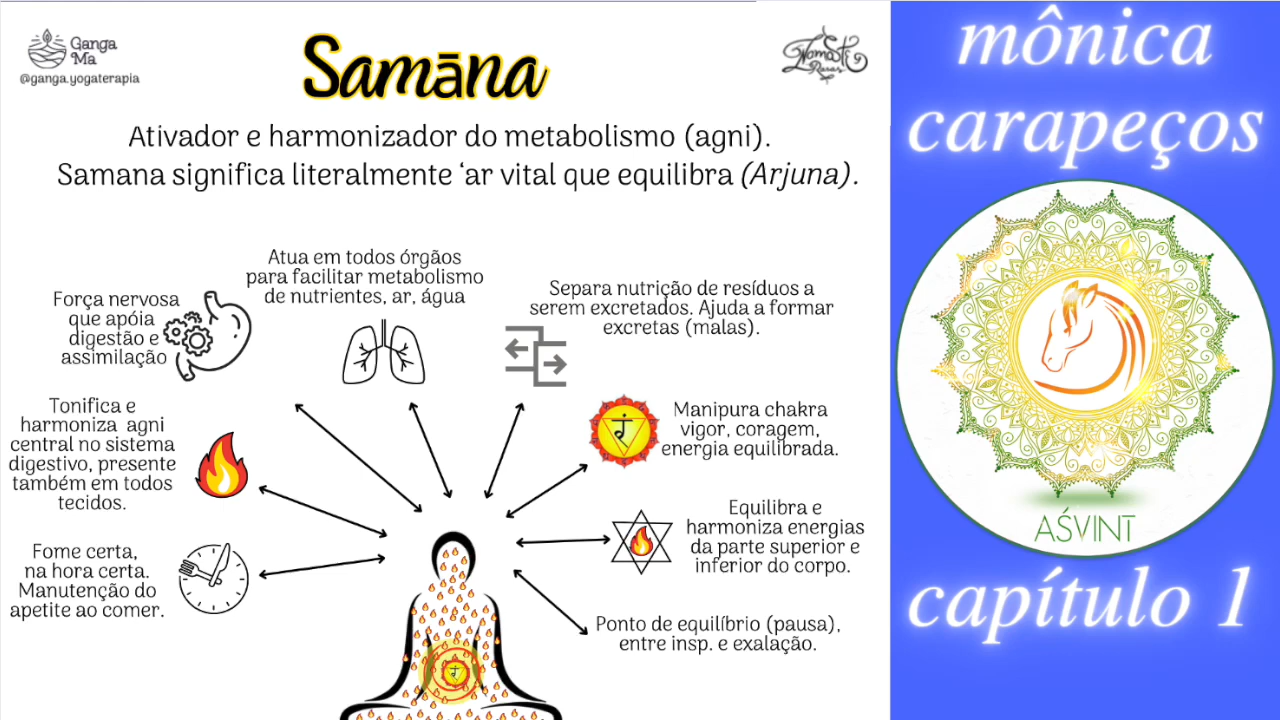 Ganga
Ma
@ganga.yogaterapia
Samāna
Namastê
Rasas
Ativador e harmonizador do metabolismo (agni).
Samana significa literalmente ‘ar vital que equilibra (Arjuna).
Atua em todos órgãos
para facilitar metabolismo
de nutrientes, ar, água
Força nervosa
que apóia
digestão e
assimilação
Separa nutrição de resíduos a
serem excretados. Ajuda a formar
excretas (malas).
Tonifica e
harmoniza agni
central no sistema
digestivo, presente
também em todos
tecidos.
Manipura chakra
vigor, coragem,
energia equilibrada.
Fome certa,
na hora certa.
Manutenção do
apetite ao comer.
Equilibra e
harmoniza energias
da parte superior e
inferior do corpo.
Ponto de equilíbrio (pausa),
entre insp. e exalação.
mônica
carapeços
AŚVINT
capítulo 1